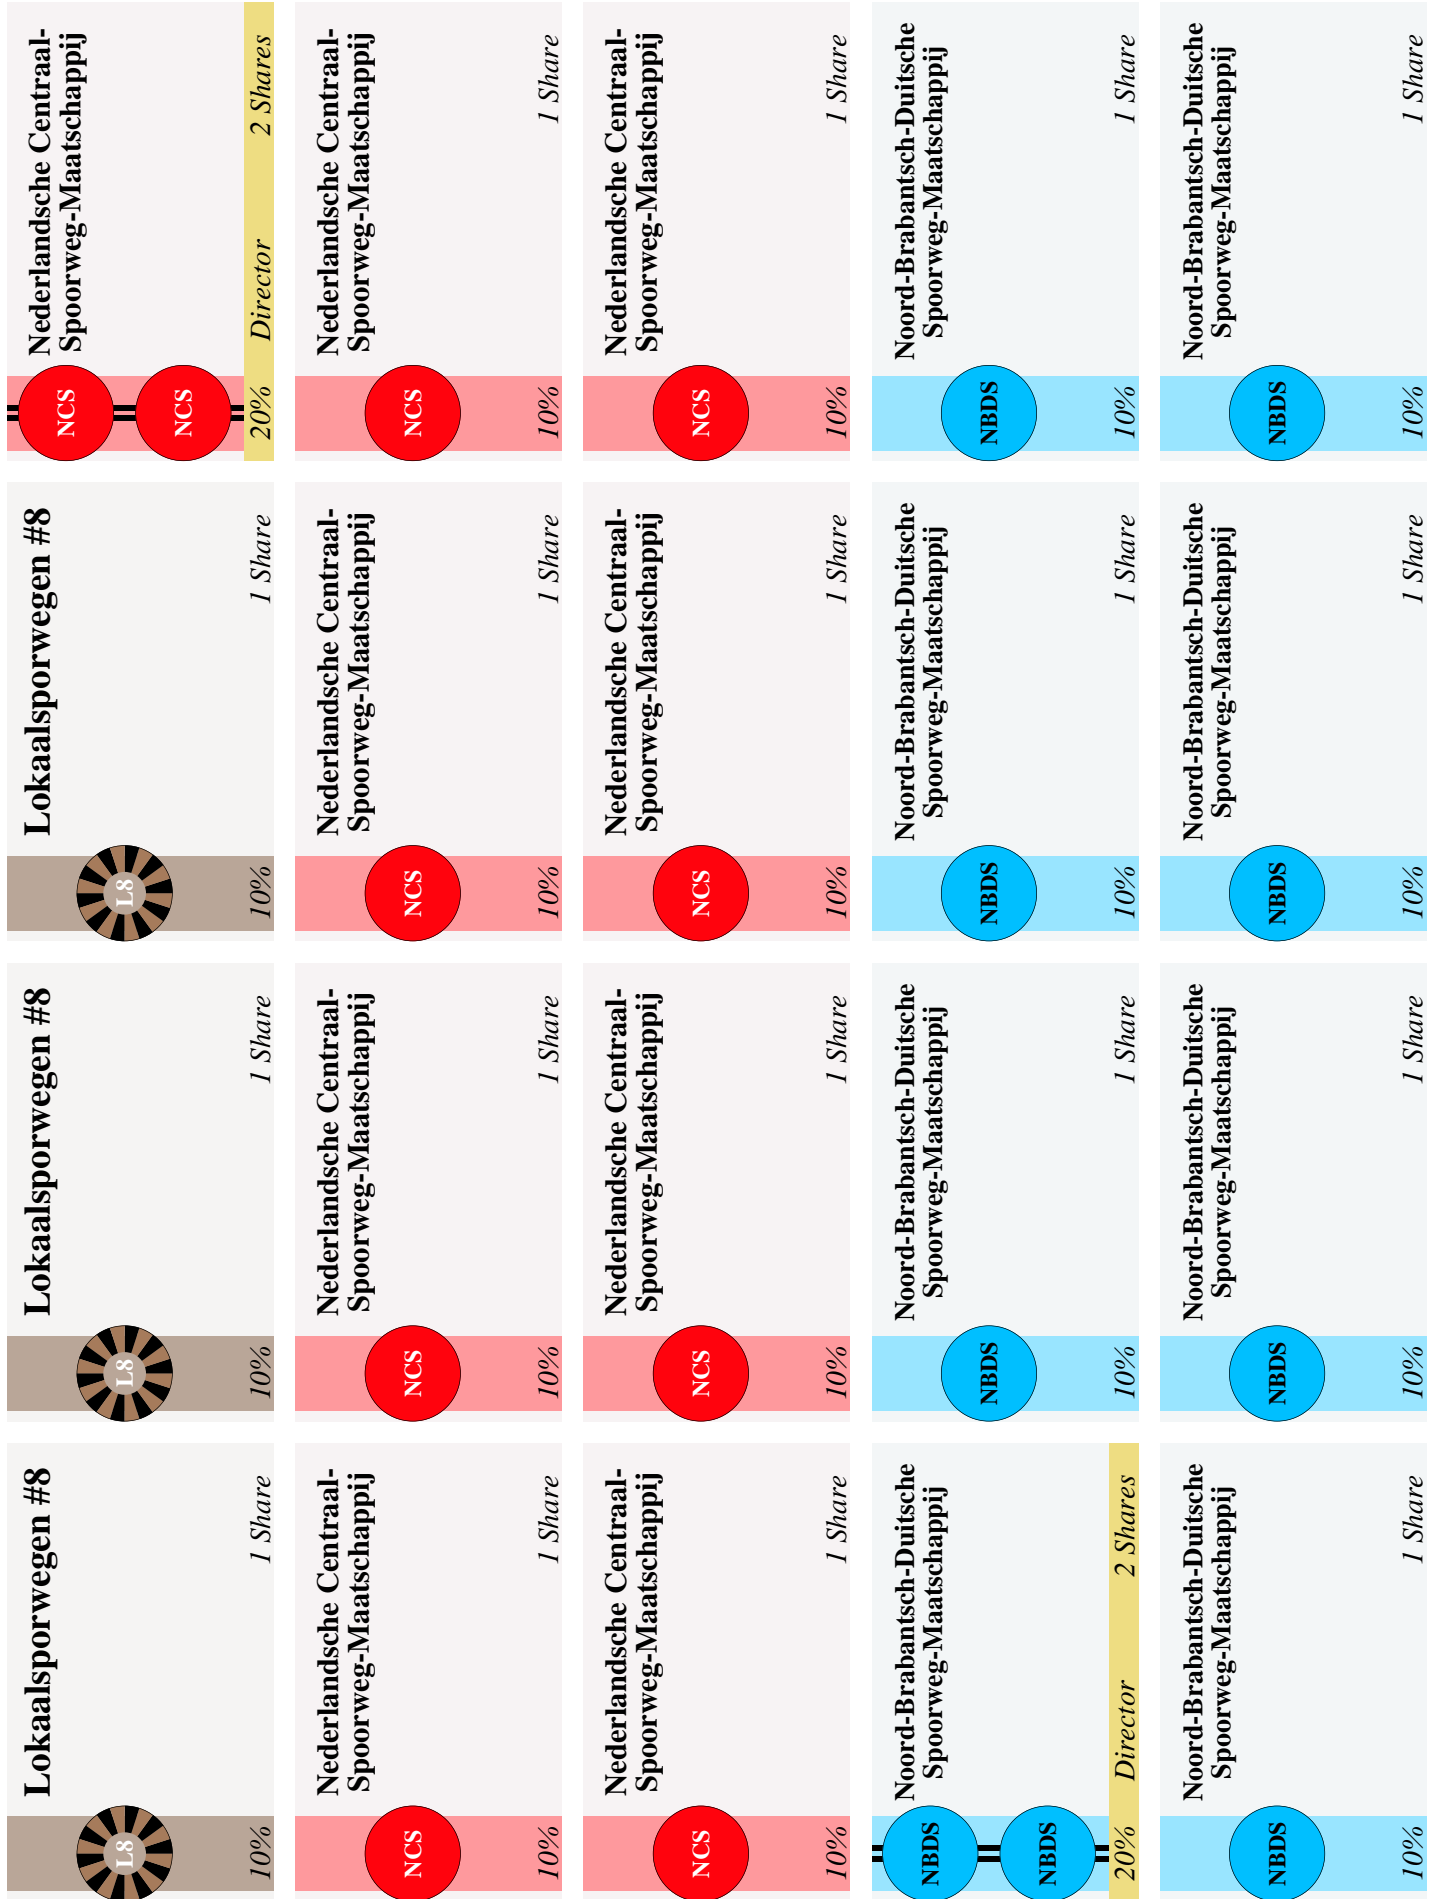 Lokaalsporwegen #8
L8
10% 1 Share
Lokaalsporwegen #8
L8
10% 1 Share
Lokaalsporwegen #8
L8
10% 1 Share
Nederlandsche Centraal-
Spoorweg-Maatschappij
NCS
NCS
20% Director 2 Shares
Nederlandsche Centraal-
Spoorweg-Maatschappij
NCS
10% 1 Share
Nederlandsche Centraal-
Spoorweg-Maatschappij
NCS
10% 1 Share
Nederlandsche Centraal-
Spoorweg-Maatschappij
NCS
10% 1 Share
Nederlandsche Centraal-
Spoorweg-Maatschappij
NCS
10% 1 Share
Nederlandsche Centraal-
Spoorweg-Maatschappij
NCS
10% 1 Share
Nederlandsche Centraal-
Spoorweg-Maatschappij
NCS
10% 1 Share
Nederlandsche Centraal-
Spoorweg-Maatschappij
NCS
10% 1 Share
Nederlandsche Centraal-
Spoorweg-Maatschappij
NCS
10% 1 Share
Noord-Brabantsch-Duitsche
Spoorweg-Maatschappij
NBDS
NBDS
20% Director 2 Shares
Noord-Brabantsch-Duitsche
Spoorweg-Maatschappij
NBDS
10% 1 Share
Noord-Brabantsch-Duitsche
Spoorweg-Maatschappij
NBDS
10% 1 Share
Noord-Brabantsch-Duitsche
Spoorweg-Maatschappij
NBDS
10% 1 Share
Noord-Brabantsch-Duitsche
Spoorweg-Maatschappij
NBDS
10% 1 Share
Noord-Brabantsch-Duitsche
Spoorweg-Maatschappij
NBDS
10% 1 Share
Noord-Brabantsch-Duitsche
Spoorweg-Maatschappij
NBDS
10% 1 Share
Noord-Brabantsch-Duitsche
Spoorweg-Maatschappij
NBDS
10% 1 Share